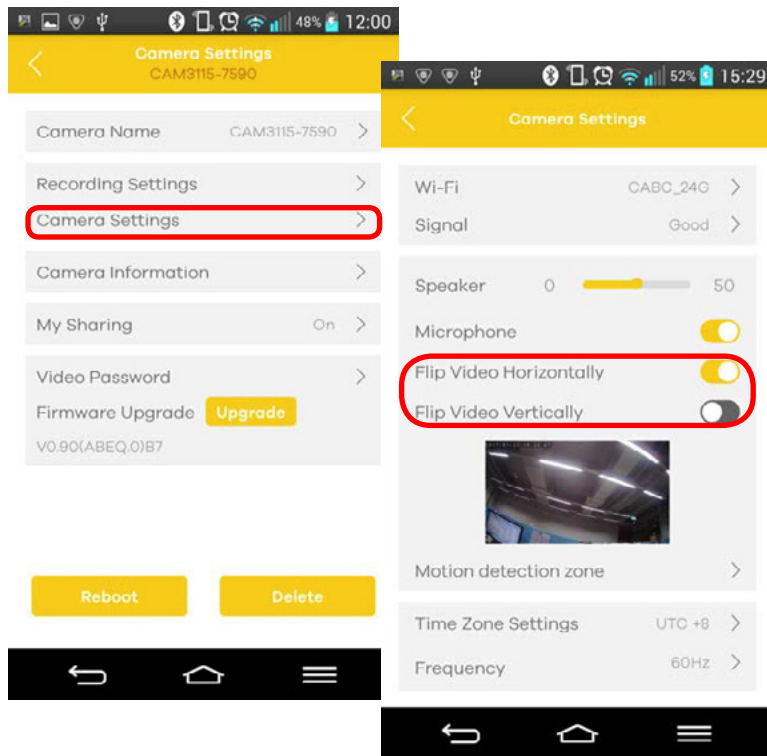 48% 12:00
Camera Settings
CAM3115-7590
Camera Name CAM3115-7590 >
Recording Settings >
Camera Settings >
Camera Information >
My Sharing On >
Video Password >
Firmware Upgrade Upgrade
V0.90(ABEQ.0)B7
Reboot Delete
52% 15:29
Camera Settings
Wi-Fi CABC_24G >
Signal Good >
Speaker 0 50
Microphone
Flip Video Horizontally
Flip Video Vertically
Motion detection zone >
Time Zone Settings UTC +8 >
Frequency 60Hz >